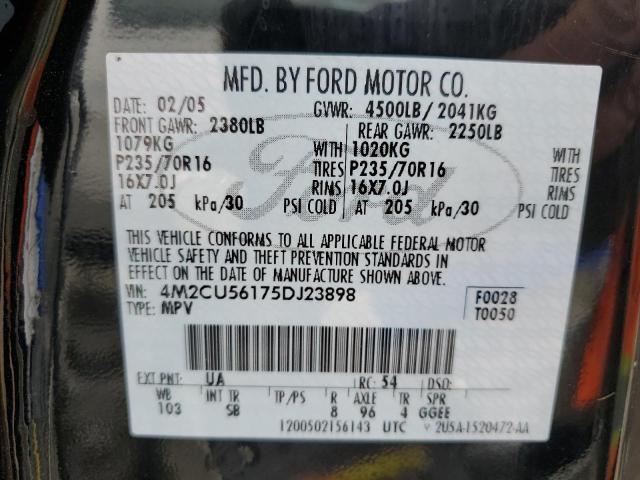 MFD. BY FORD MOTOR CO.
DATE: 02/05 GVWR: 4500LB/ 2041KG
FRONT GAWR: 2380LB REAR GAWR: 2250LB
1079KG WITH 1020KG WITH
P235/70R16 TIRES P235/70R16 TIRES
16X7.0J RIMS 16X7.0J RIMS
AT 205 kPa/30 PSI COLD AT 205 kPa/30 PSI COLD
Ford
THIS VEHICLE CONFORMS TO ALL APPLICABLE FEDERAL MOTOR
VEHICLE SAFETY AND THEFT PREVENTION STANDARDS IN
EFFECT ON THE DATE OF MANUFACTURE SHOWN ABOVE.
VIN: 4M2CU56175DJ23898 F0028
TYPE: MPV T0050
EXT PNT: UA RC: 54 DSO:
WB INT TR TP/PS R AXLE TR SPR
103 SB 8 96 4 GGEE
1200502156143 UTC 2U5A-1520472-AA